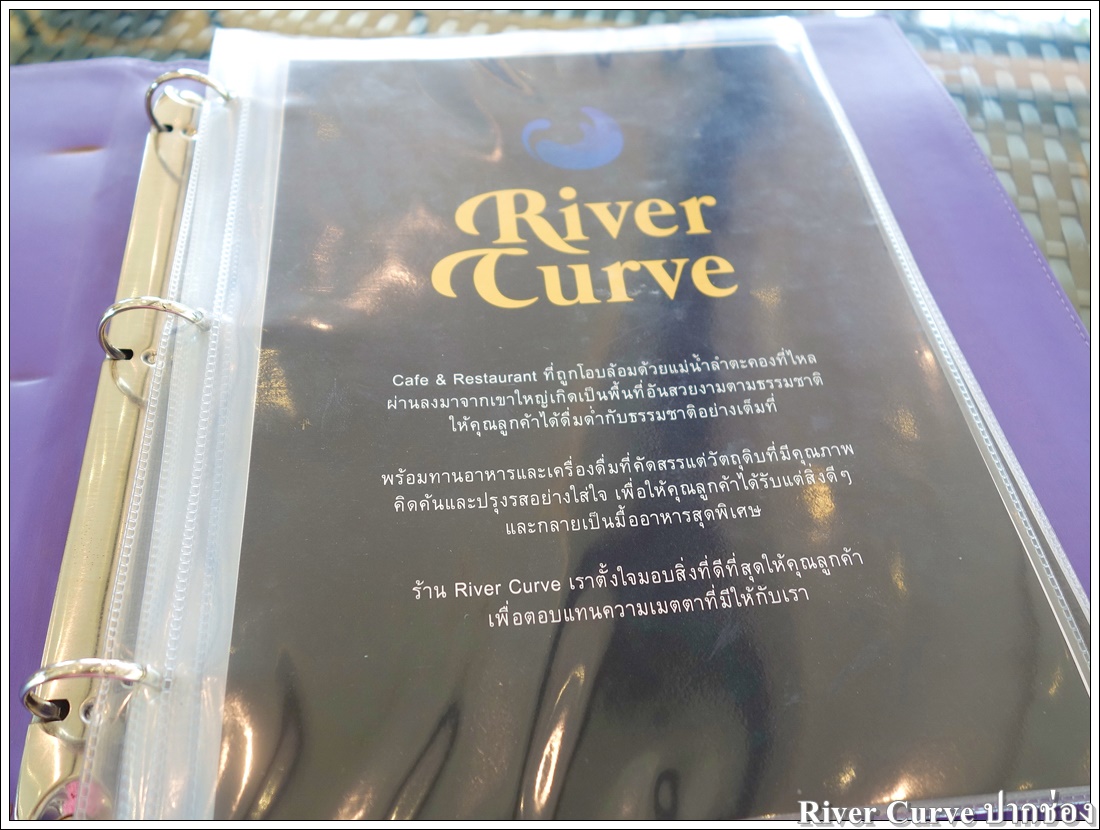 River
Curve
Cafe & Restaurant ที่ถูกโอบล้อมด้วยแม่น้ำลำตะคองที่ไหล
ผ่านลงมาจากเขาใหญ่เกิดเป็นพื้นที่อันสวยงามตามธรรมชาติ
ให้คุณลูกค้าได้ดื่มด่ำกับธรรมชาติอย่างเต็มที่
พร้อมทานอาหารและเครื่องดื่มที่คัดสรรแต่วัตถุดิบที่มีคุณภาพ
คิดค้นและปรุงรสอย่างใส่ใจ เพื่อให้คุณลูกค้าได้รับแต่สิ่งดีๆ
และกลายเป็นมื้ออาหารสุดพิเศษ
ร้าน River Curve เราตั้งใจมอบสิ่งที่ดีที่สุดให้คุณลูกค้า
เพื่อตอบแทนความเมตตาที่มีให้กับเรา
River Curve ปากช่อง